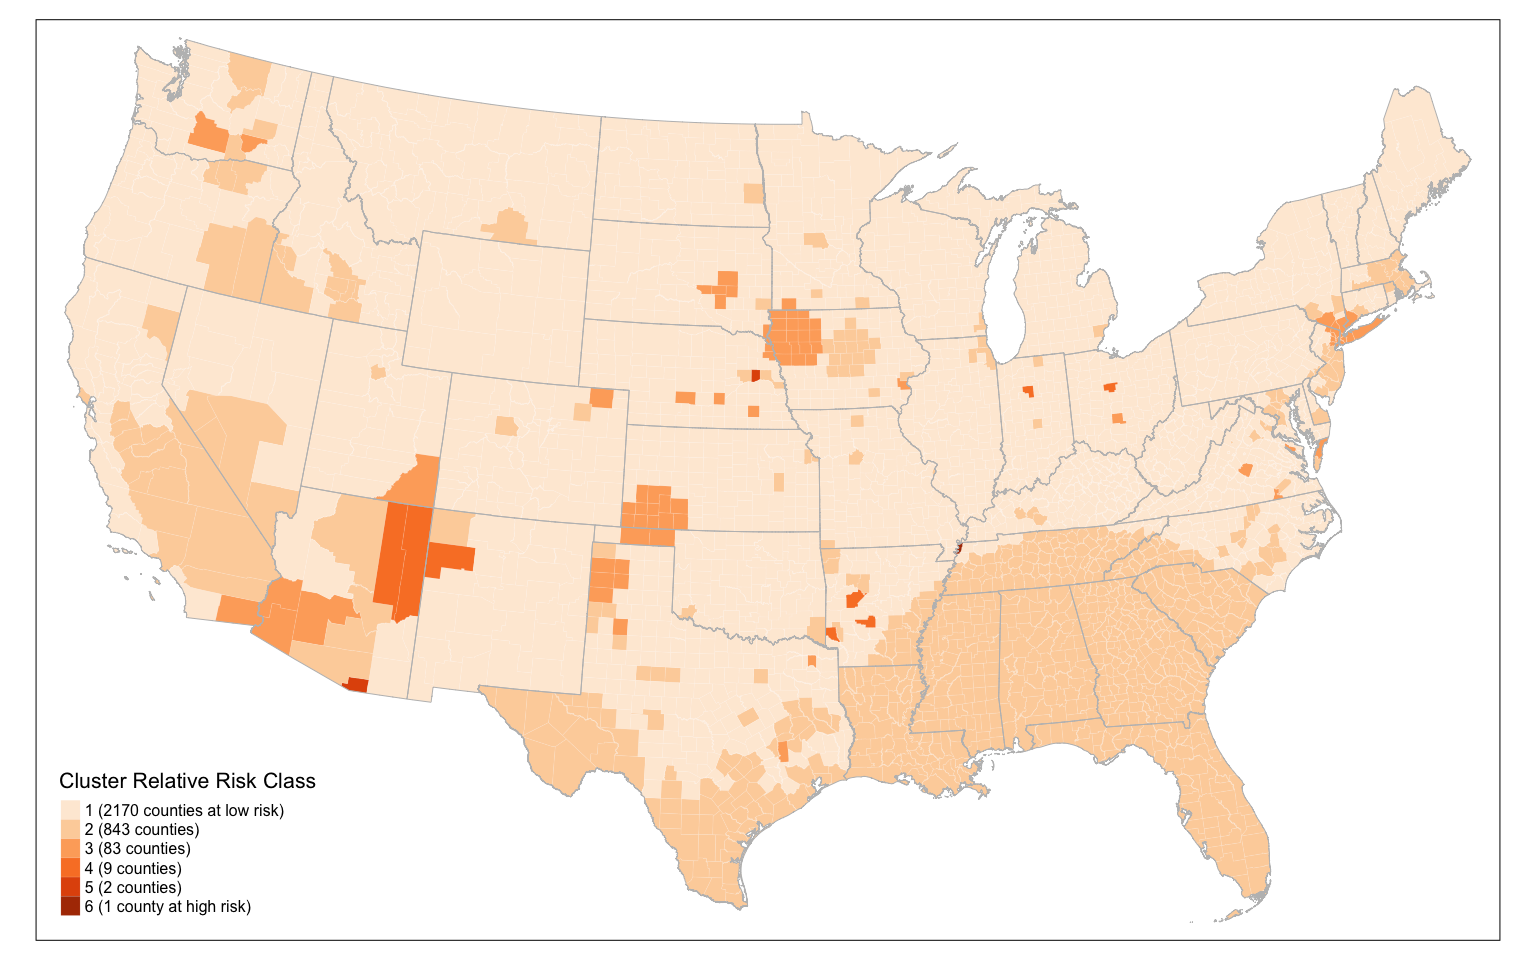 Cluster Relative Risk Class
1 (2170 counties at low risk)
2 (843 counties)
3 (83 counties)
4 (9 counties)
5 (2 counties)
6 (1 county at high risk)